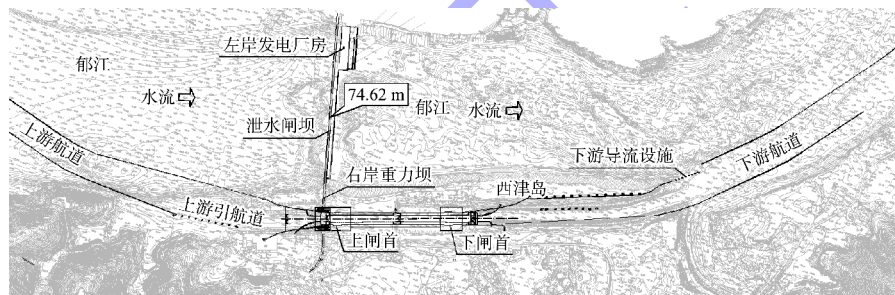 左岸发电厂房
郁江
水流
74.62 m
郁江
水流
泄水闸坝
上游航道
下游导流设施
下游航道
右岸重力坝
西津岛
上游引航道
上闸首
下闸首